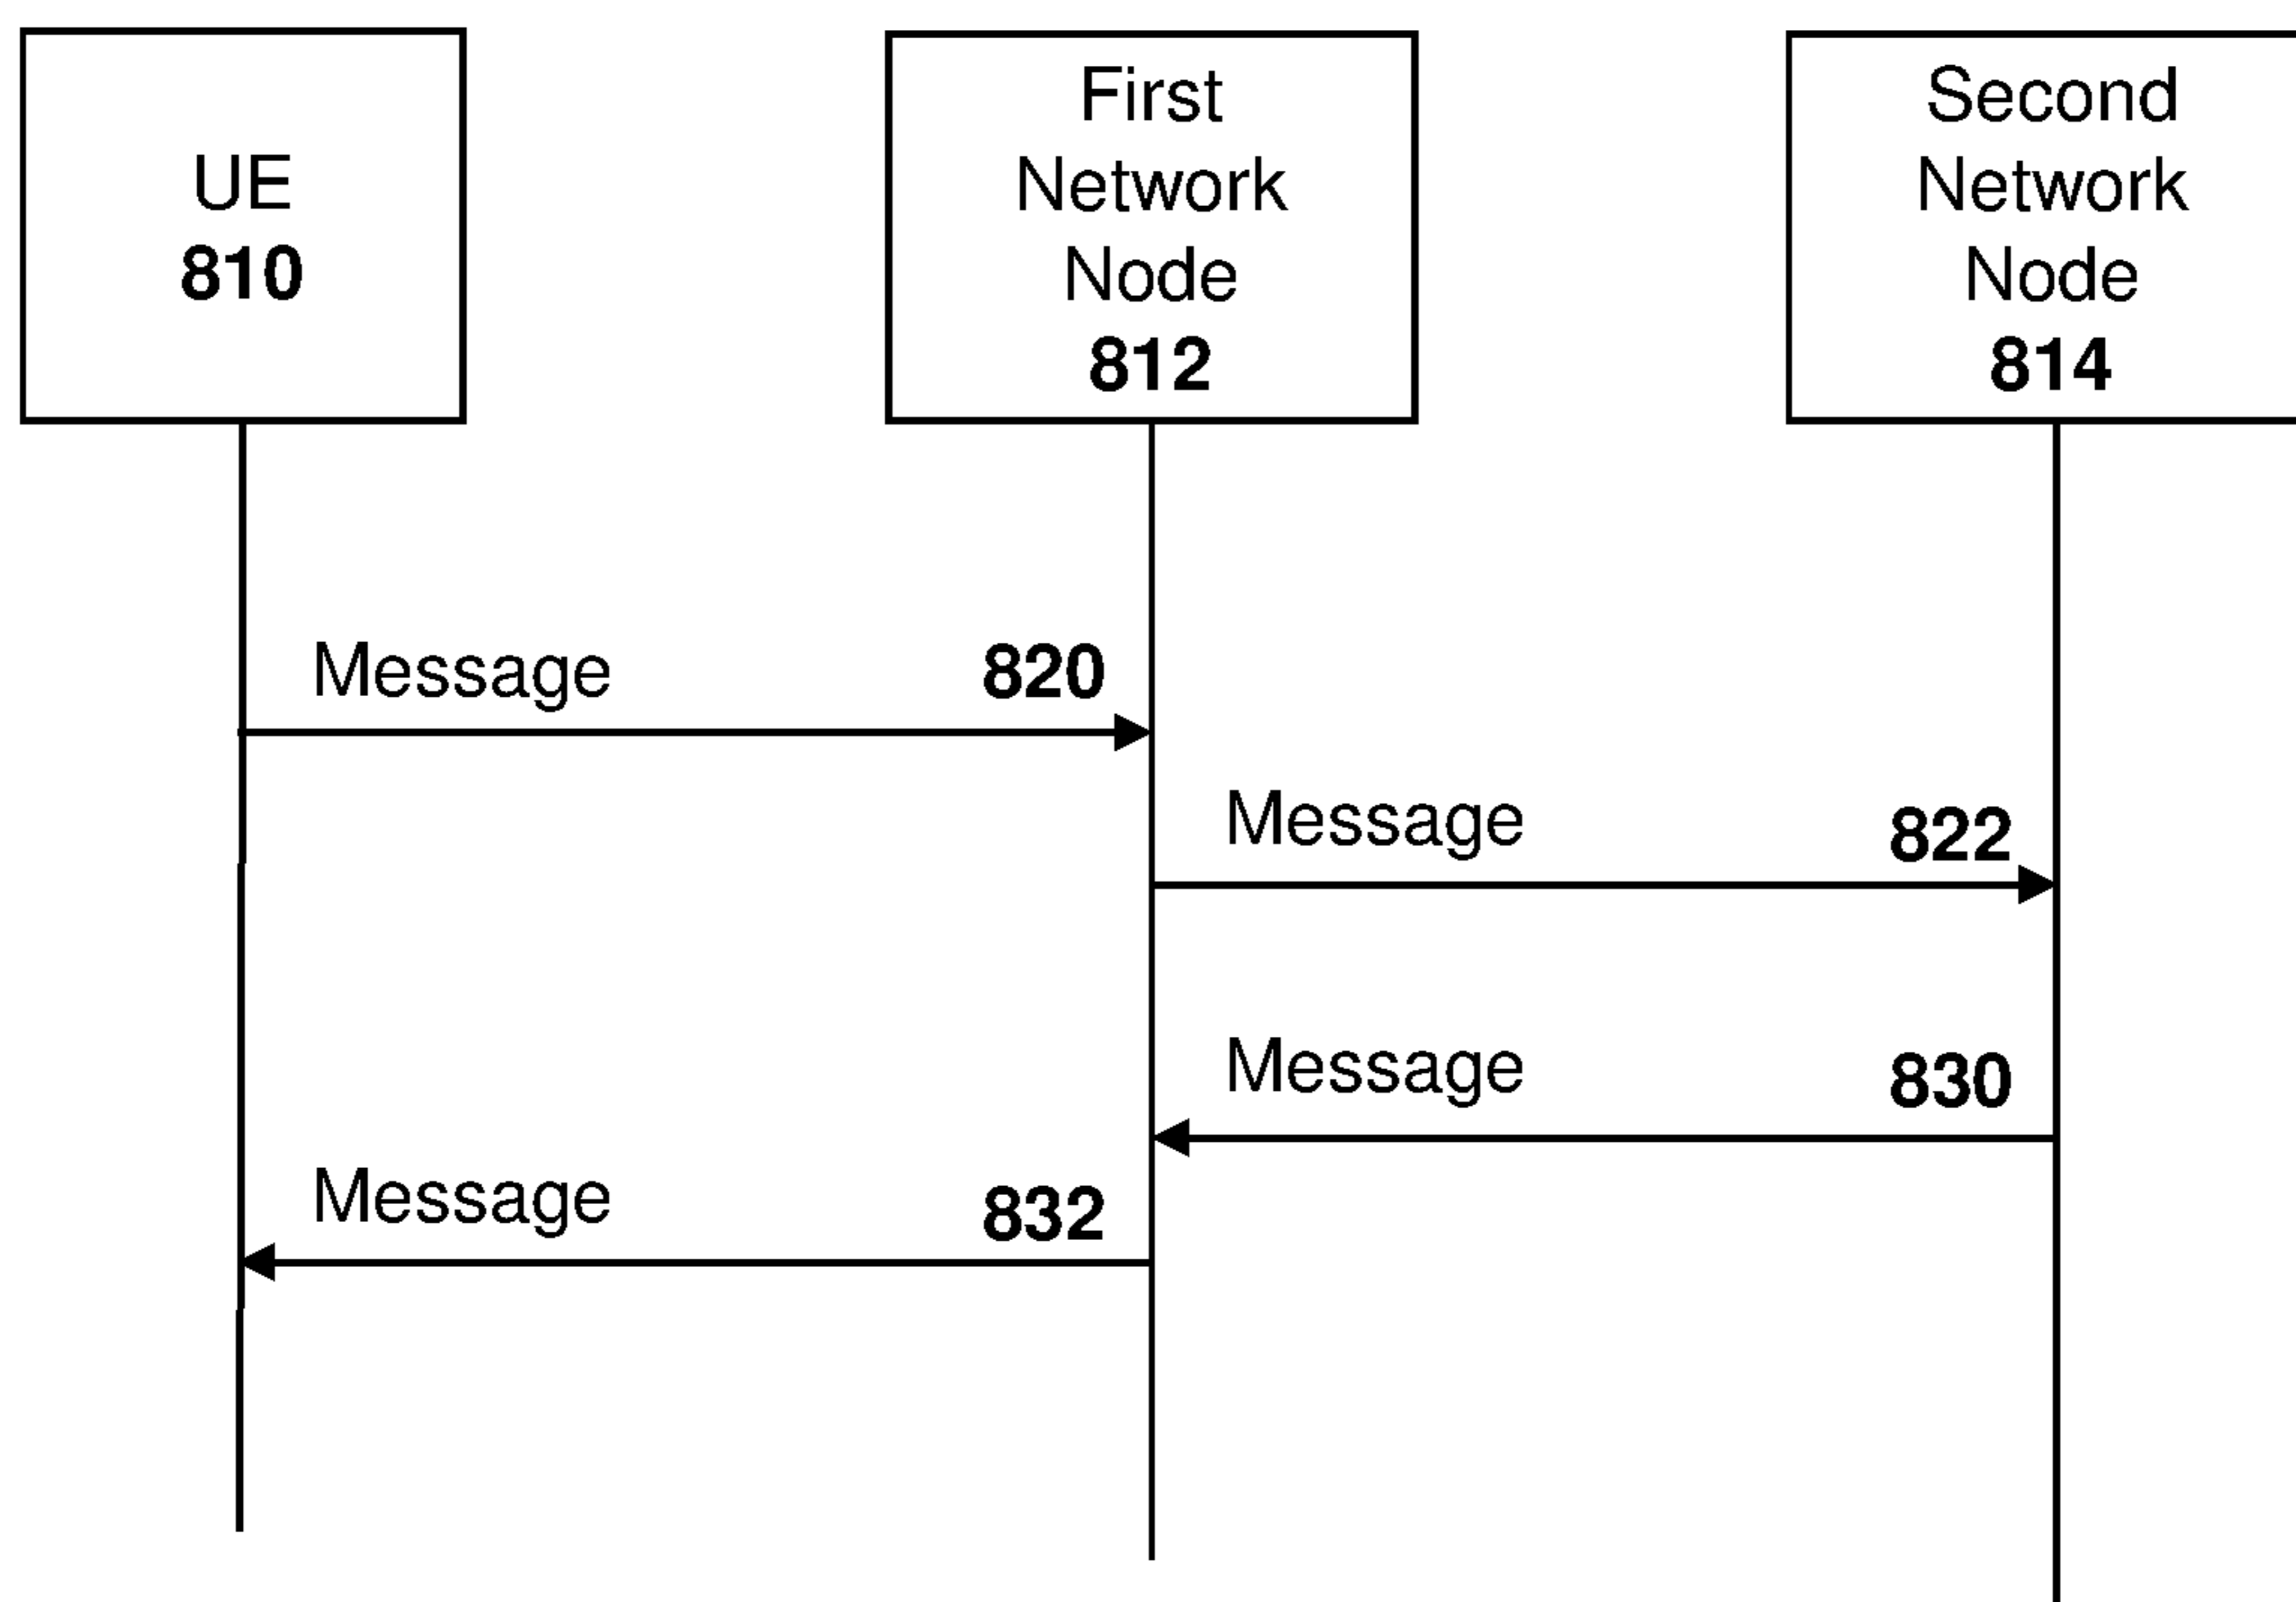 UE
810
First
Network
Node
812
Second
Network
Node
814
Message 820
Message 822
Message 830
Message 832